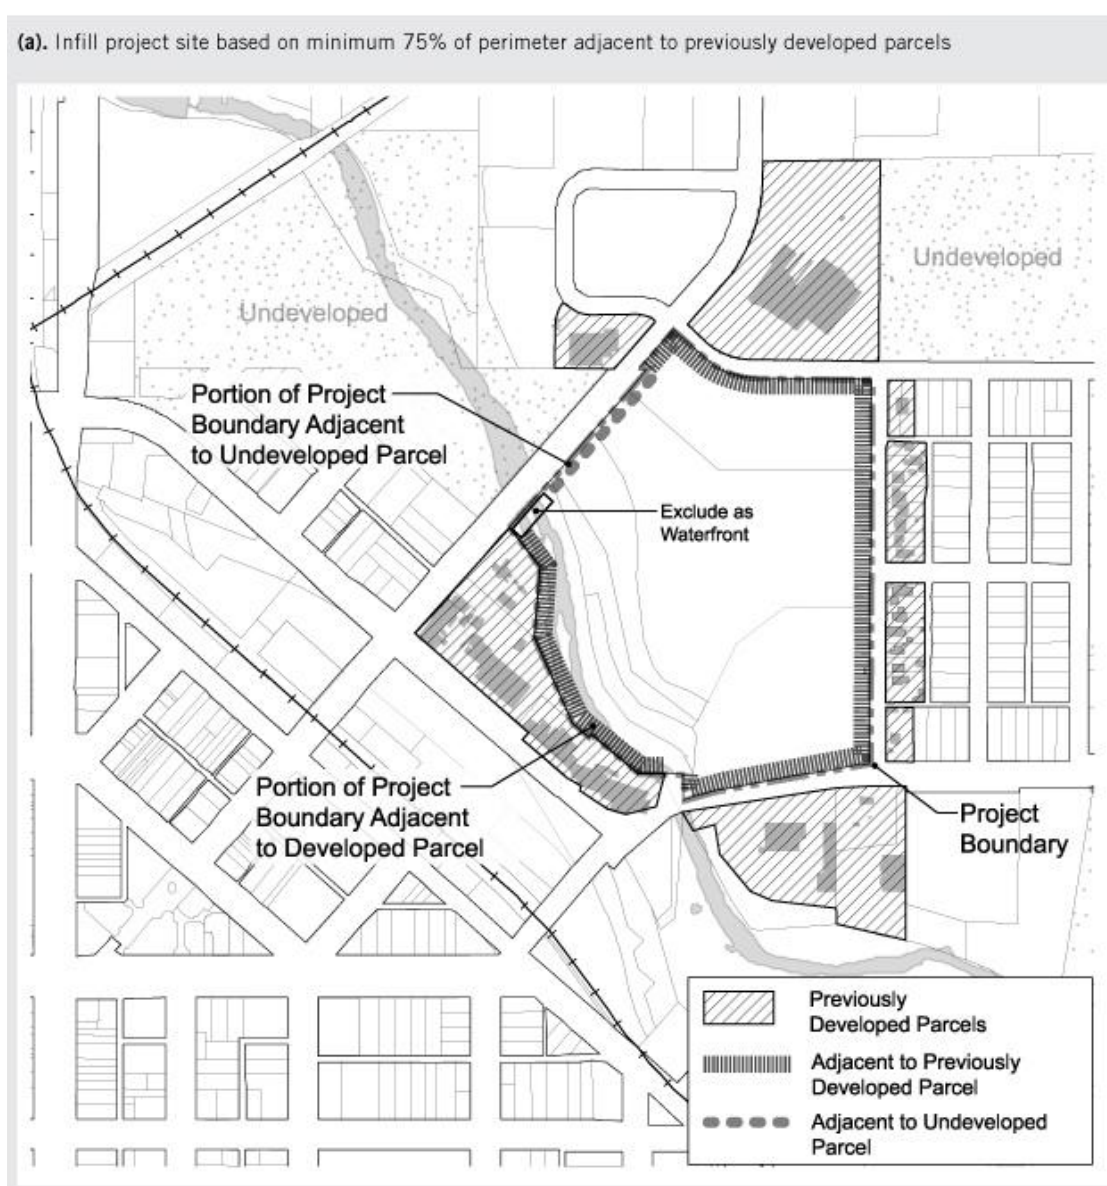 (a). Infill project site based on minimum 75% of perimeter adjacent to previously developed parcels
Undeveloped
Undeveloped
Portion of Project
Boundary Adjacent
to Undeveloped Parcel
Exclude as
Waterfront
Portion of Project
Boundary Adjacent
to Developed Parcel
Project
Boundary
Previously
Developed Parcels
Adjacent to Previously
Developed Parcel
Adjacent to Undeveloped
Parcel